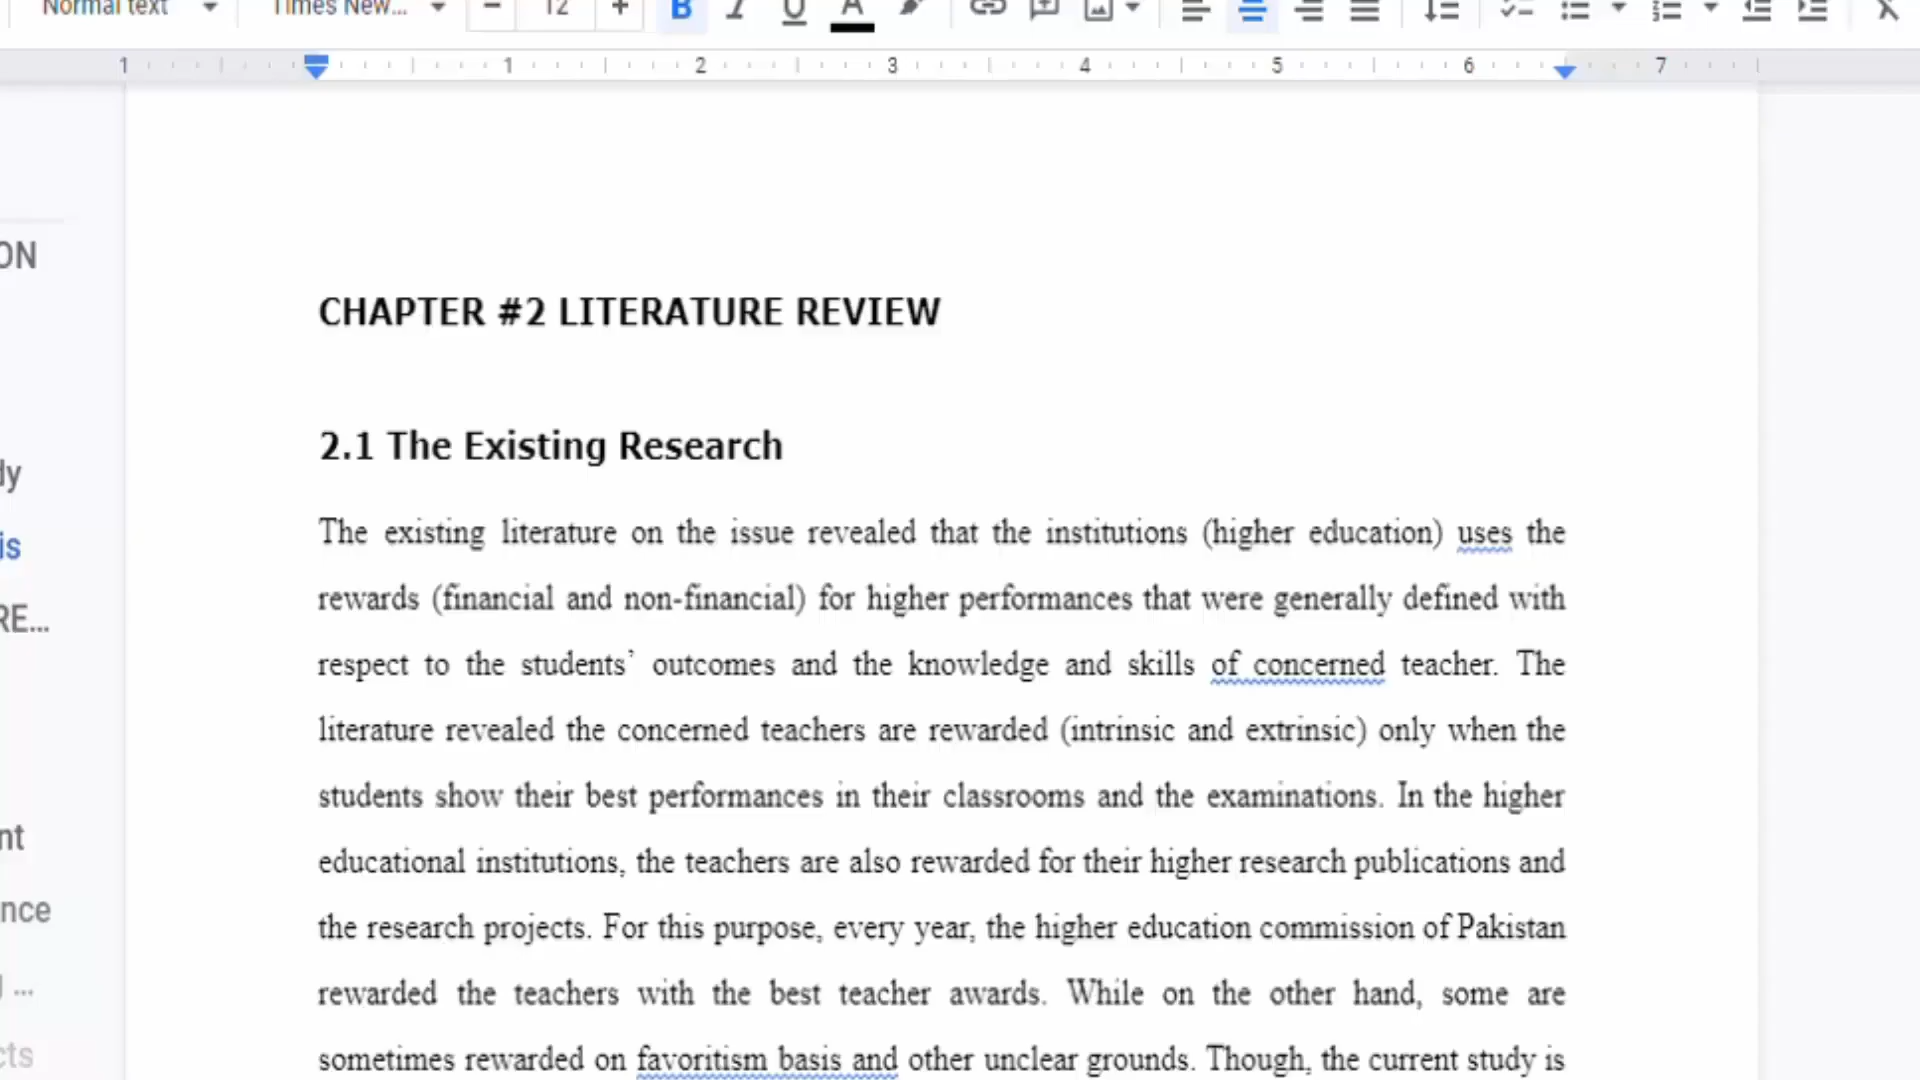 Normal text Times New... 12 B I U A
1 1 2 3 4 5 6 7
ON
dy
is
RE...
nt
nce
...
cts
CHAPTER #2 LITERATURE REVIEW
2.1 The Existing Research
The existing literature on the issue revealed that the institutions (higher education) uses the
rewards (financial and non-financial) for higher performances that were generally defined with
respect to the students’ outcomes and the knowledge and skills of concerned teacher. The
literature revealed the concerned teachers are rewarded (intrinsic and extrinsic) only when the
students show their best performances in their classrooms and the examinations. In the higher
educational institutions, the teachers are also rewarded for their higher research publications and
the research projects. For this purpose, every year, the higher education commission of Pakistan
rewarded the teachers with the best teacher awards. While on the other hand, some are
sometimes rewarded on favoritism basis and other unclear grounds. Though, the current study is